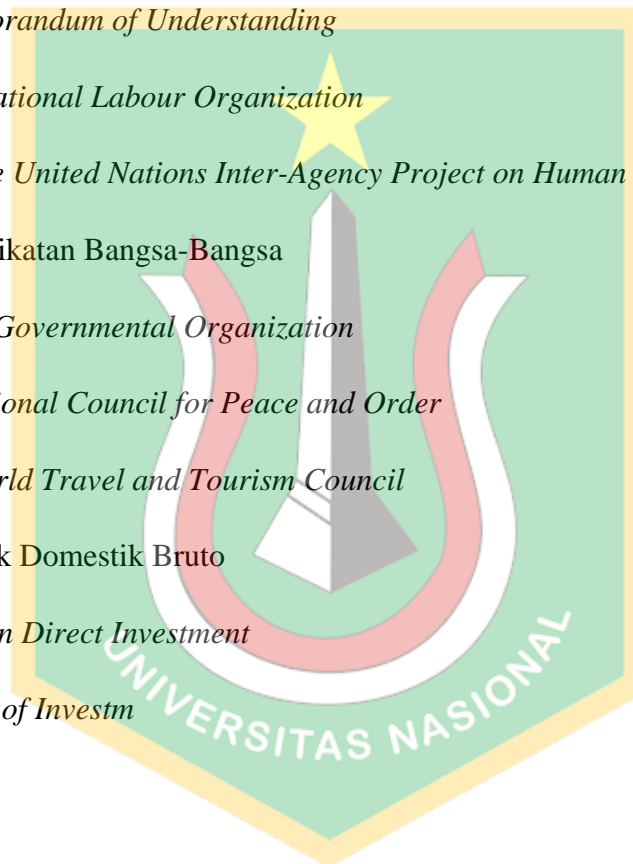 orandum of Understanding
ational Labour Organization
e United Nations Inter-Agency Project on Human
ikatan Bangsa-Bangsa
Governmental Organization
ional Council for Peace and Order
rld Travel and Tourism Council
k Domestik Bruto
n Direct Investment
of Investm
UNIVERSITAS NASIONAL